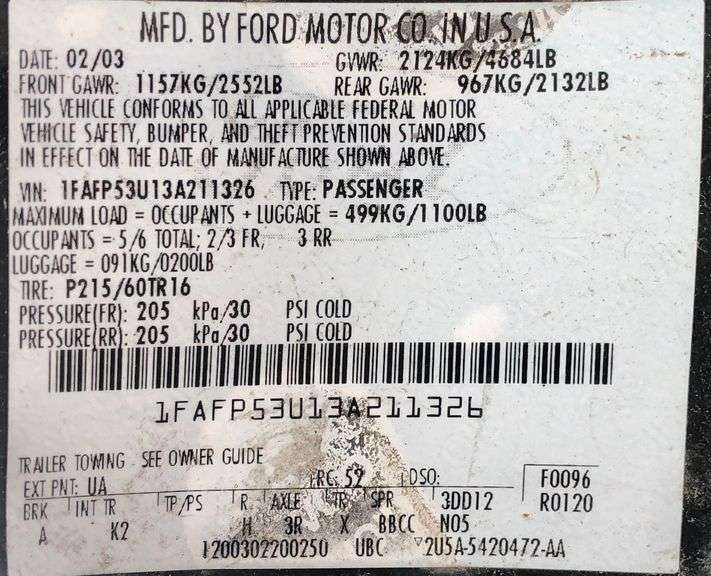 MFD. BY FORD MOTOR CO. IN U.S.A.
DATE: 02/03 GVWR: 2124KG/4684LB
FRONT GAWR: 1157KG/2552LB REAR GAWR: 967KG/2132LB
THIS VEHICLE CONFORMS TO ALL APPLICABLE FEDERAL MOTOR
VEHICLE SAFETY, BUMPER, AND THEFT PREVENTION STANDARDS
IN EFFECT ON THE DATE OF MANUFACTURE SHOWN ABOVE.
VIN: 1FAFP53U13A211326 TYPE: PASSENGER
MAXIMUM LOAD = OCCUPANTS + LUGGAGE = 499KG/1100LB
OCCUPANTS = 5/6 TOTAL; 2/3 FR, 3 RR
LUGGAGE = 091KG/0200LB
TIRE: P215/60TR16
PRESSURE(FR): 205 kPa/30 PSI COLD
PRESSURE(RR): 205 kPa/30 PSI COLD
1FAFP53U13A211326
TRAILER TOWING - SEE OWNER GUIDE
EXT PNT: UA RC: 52 DSO: F0096
BRK INT TR TP/PS R AXLE TR SPR 3DD12 R0120
A K2 H 3R X BBCC N05
1200302200250 UBC 2U5A-5420472-AA